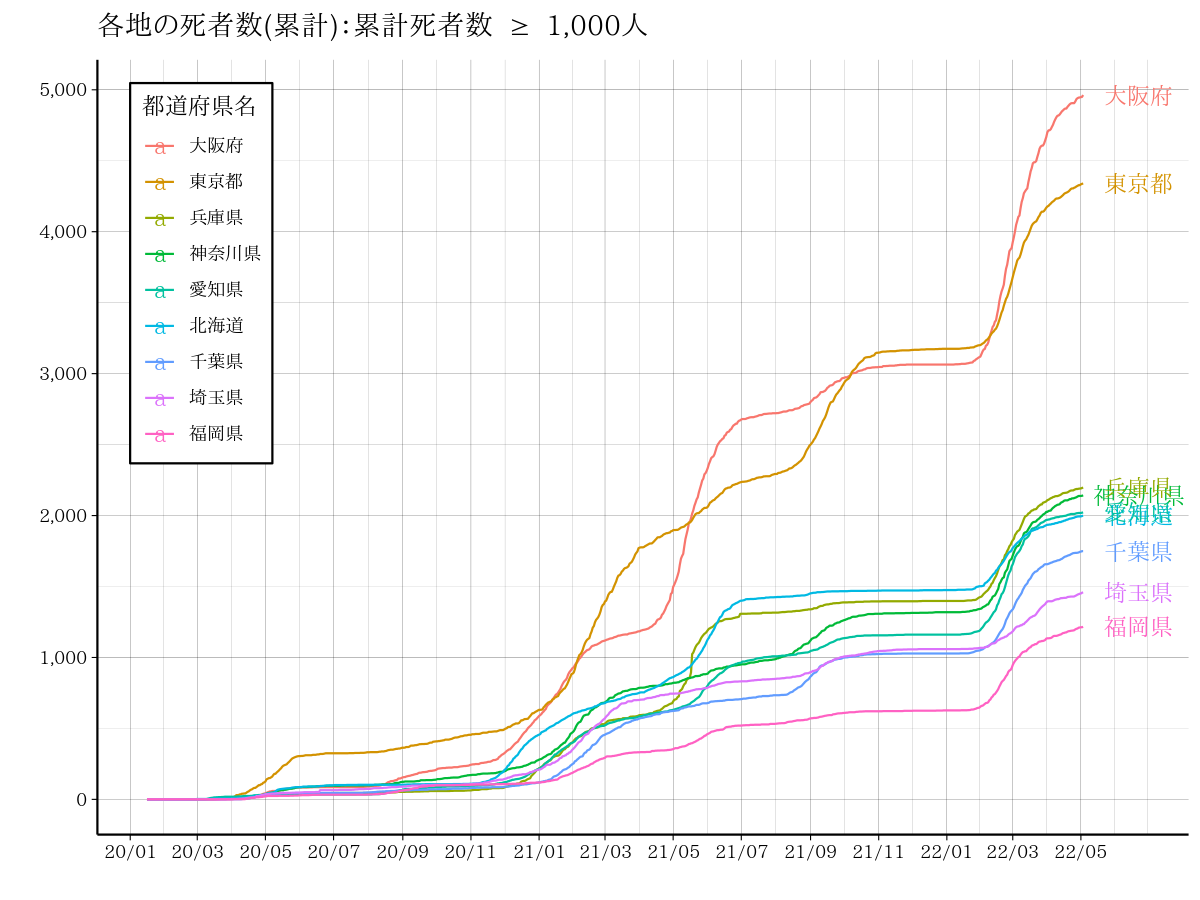 各地の死者数(累計):累計死者数 ≥ 1,000人
5,000
4,000
3,000
2,000
1,000
0
都道府県名
a 大阪府
a 東京都
a 兵庫県
a 神奈川県
a 愛知県
a 北海道
a 千葉県
a 埼玉県
a 福岡県
大阪府
東京都
兵庫県
神奈川県
愛知県
北海道
千葉県
埼玉県
福岡県
20/01 20/03 20/05 20/07 20/09 20/11 21/01 21/03 21/05 21/07 21/09 21/11 22/01 22/03 22/05